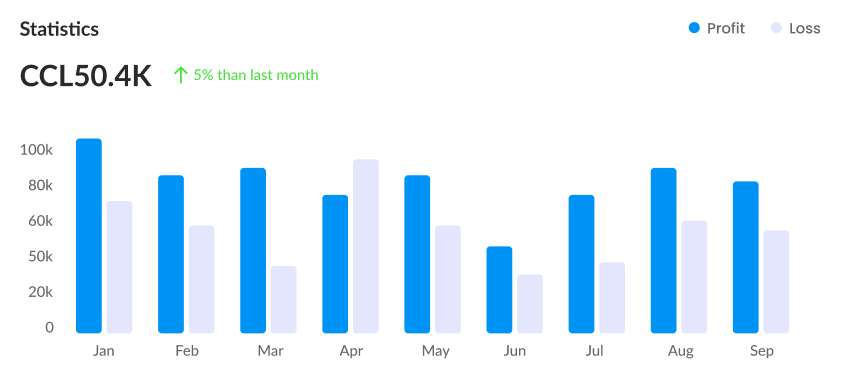 Statistics
Profit
Loss
CCL50.4K
↑ 5% than last month
100k
80k
60k
50k
20k
0
Jan Feb Mar Apr May Jun Jul Aug Sep